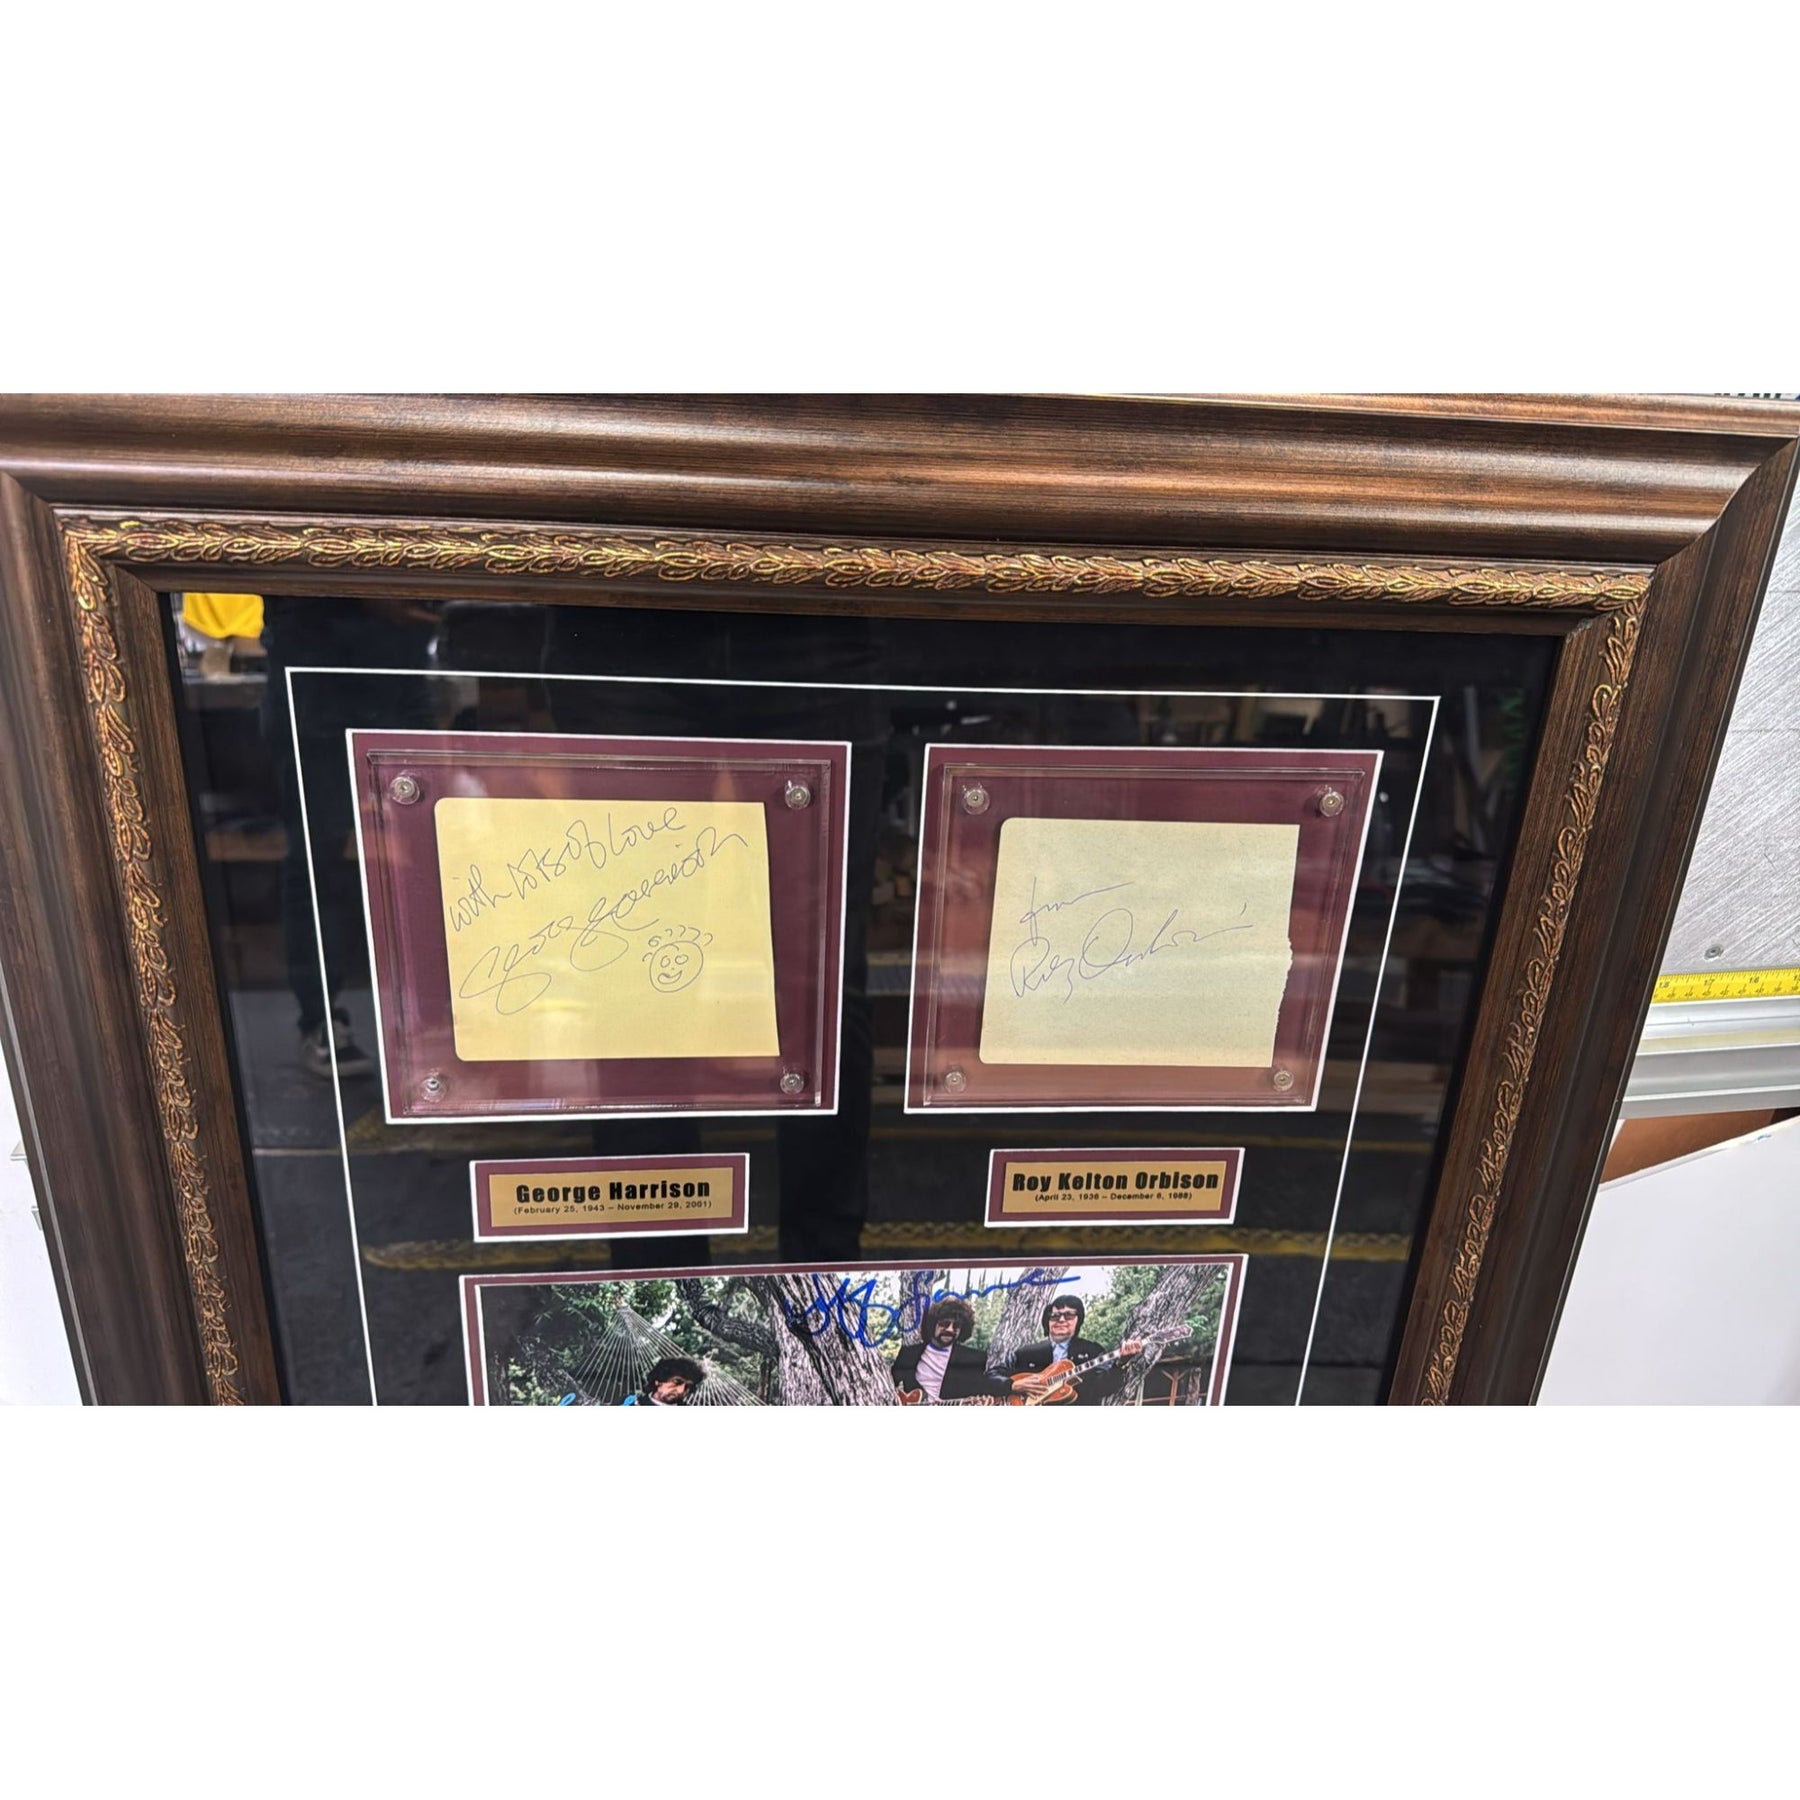 with lots of love
George Harrison
from
Roy Orbison
George Harrison
(February 25, 1943 – November 29, 2001)
Roy Kelton Orbison
(April 23, 1936 – December 6, 1988)